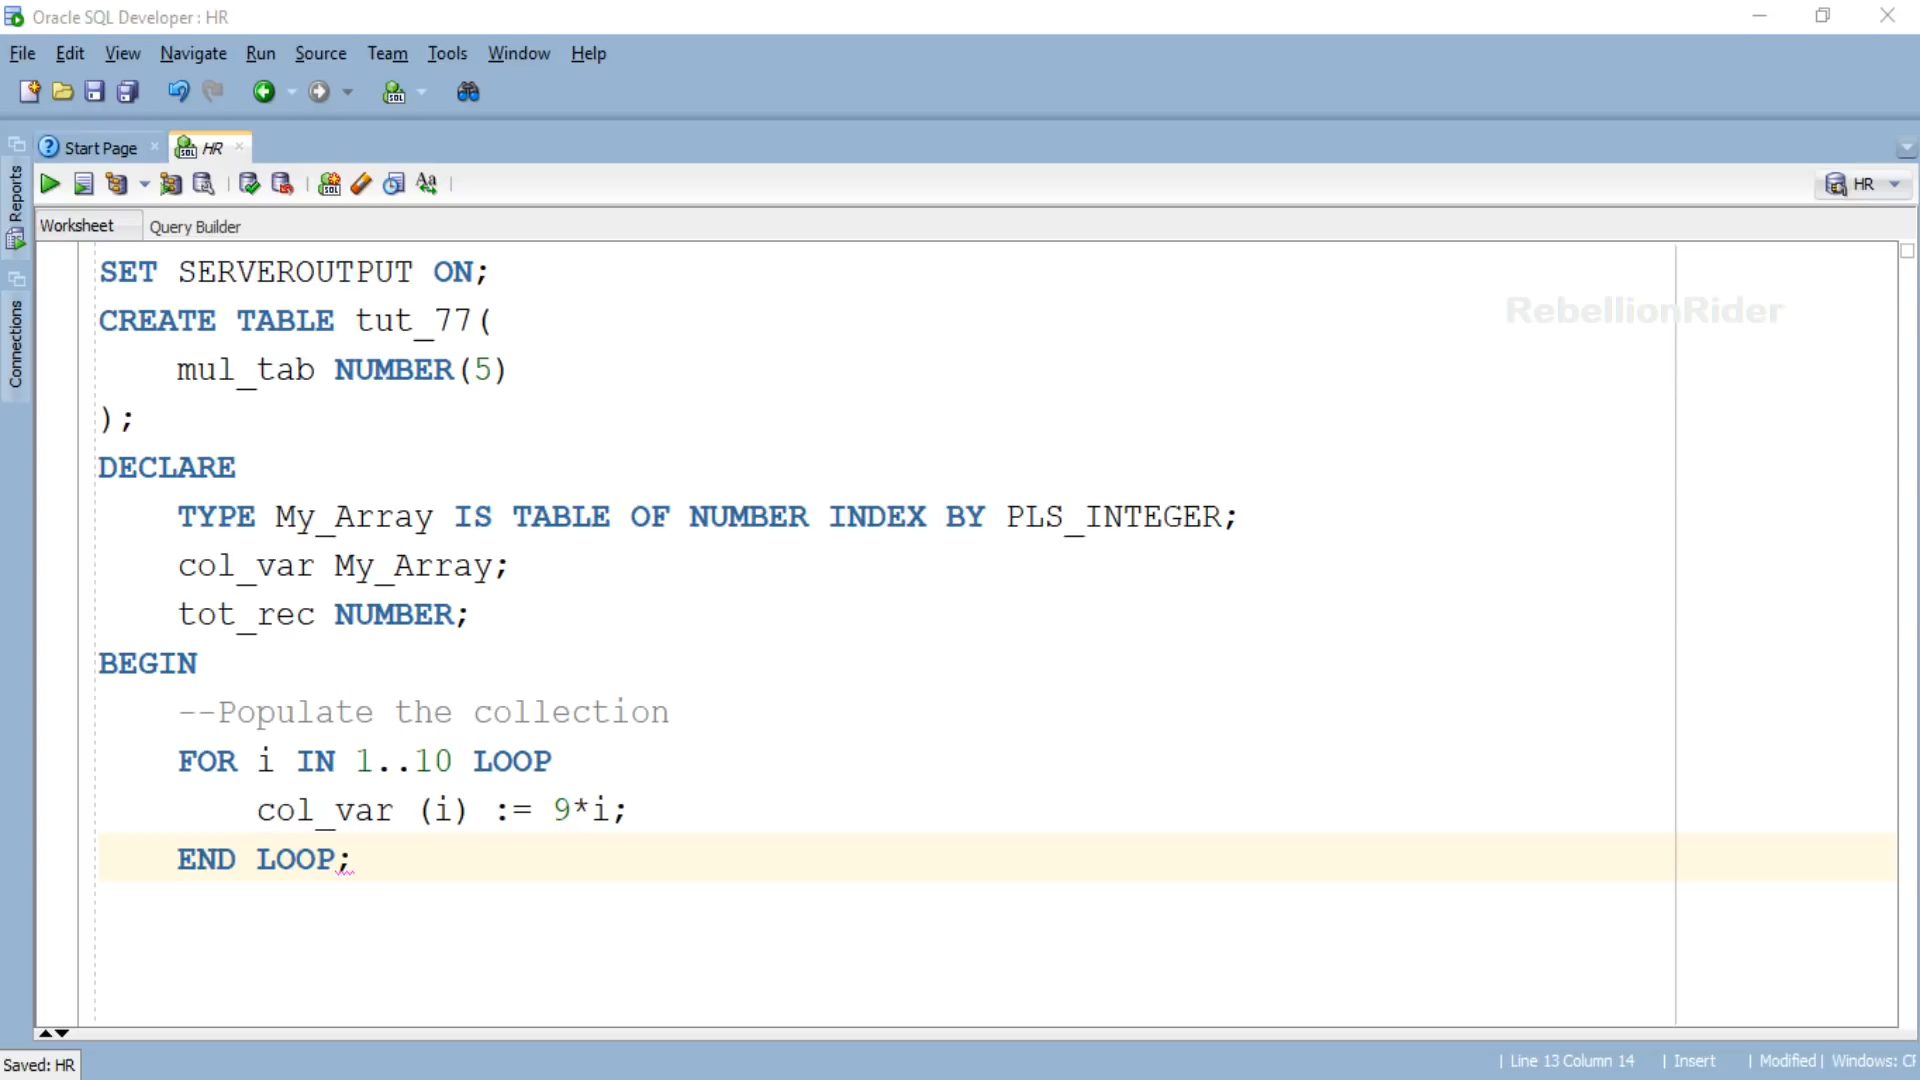 Oracle SQL Developer : HR
File Edit View Navigate Run Source Team Tools Window Help
Start Page HR
Reports
Connections
HR
Worksheet Query Builder
SET SERVEROUTPUT ON;
CREATE TABLE tut_77(
    mul_tab NUMBER(5)
);
DECLARE
    TYPE My_Array IS TABLE OF NUMBER INDEX BY PLS_INTEGER;
    col_var My_Array;
    tot_rec NUMBER;
BEGIN
    --Populate the collection
    FOR i IN 1..10 LOOP
        col_var (i) := 9*i;
    END LOOP;
RebellionRider
Saved: HR
| Line 13 Column 14 | Insert | Modified | Windows: CR